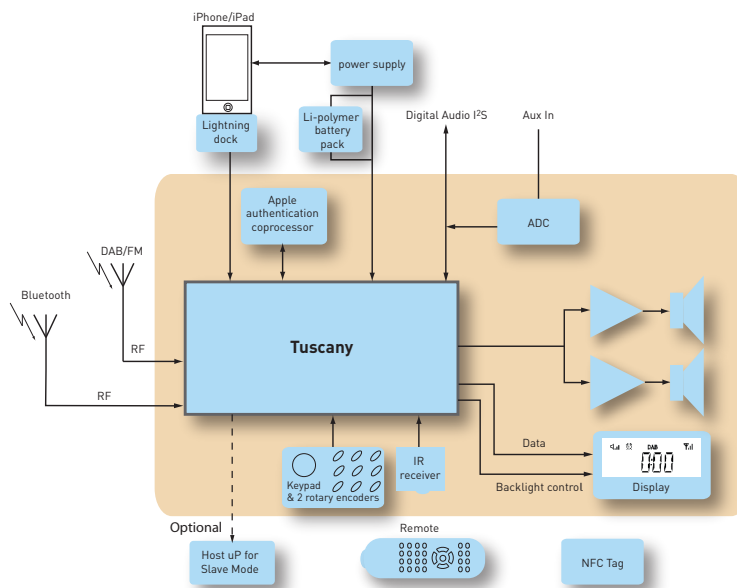 iPhone/iPad
power supply
Lightning
dock
Li-polymer
battery
pack
Digital Audio I²S
Aux In
Apple
authentication
coprocessor
ADC
DAB/FM
Bluetooth
RF
RF
Tuscany
Data
Backlight control
DAB
000
Display
Keypad
& 2 rotary encoders
IR
receiver
Optional
Host uP for
Slave Mode
Remote
NFC Tag